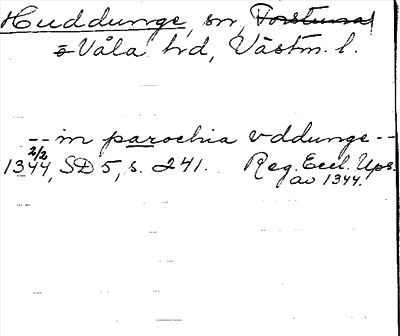 Huddunge, sn, Torstuna
Våla hd, Västm. l.
-- in parochia vddunge --
2/2
1344, SD 5, s. 241. Reg. Eccl. Ups.
av 1344.